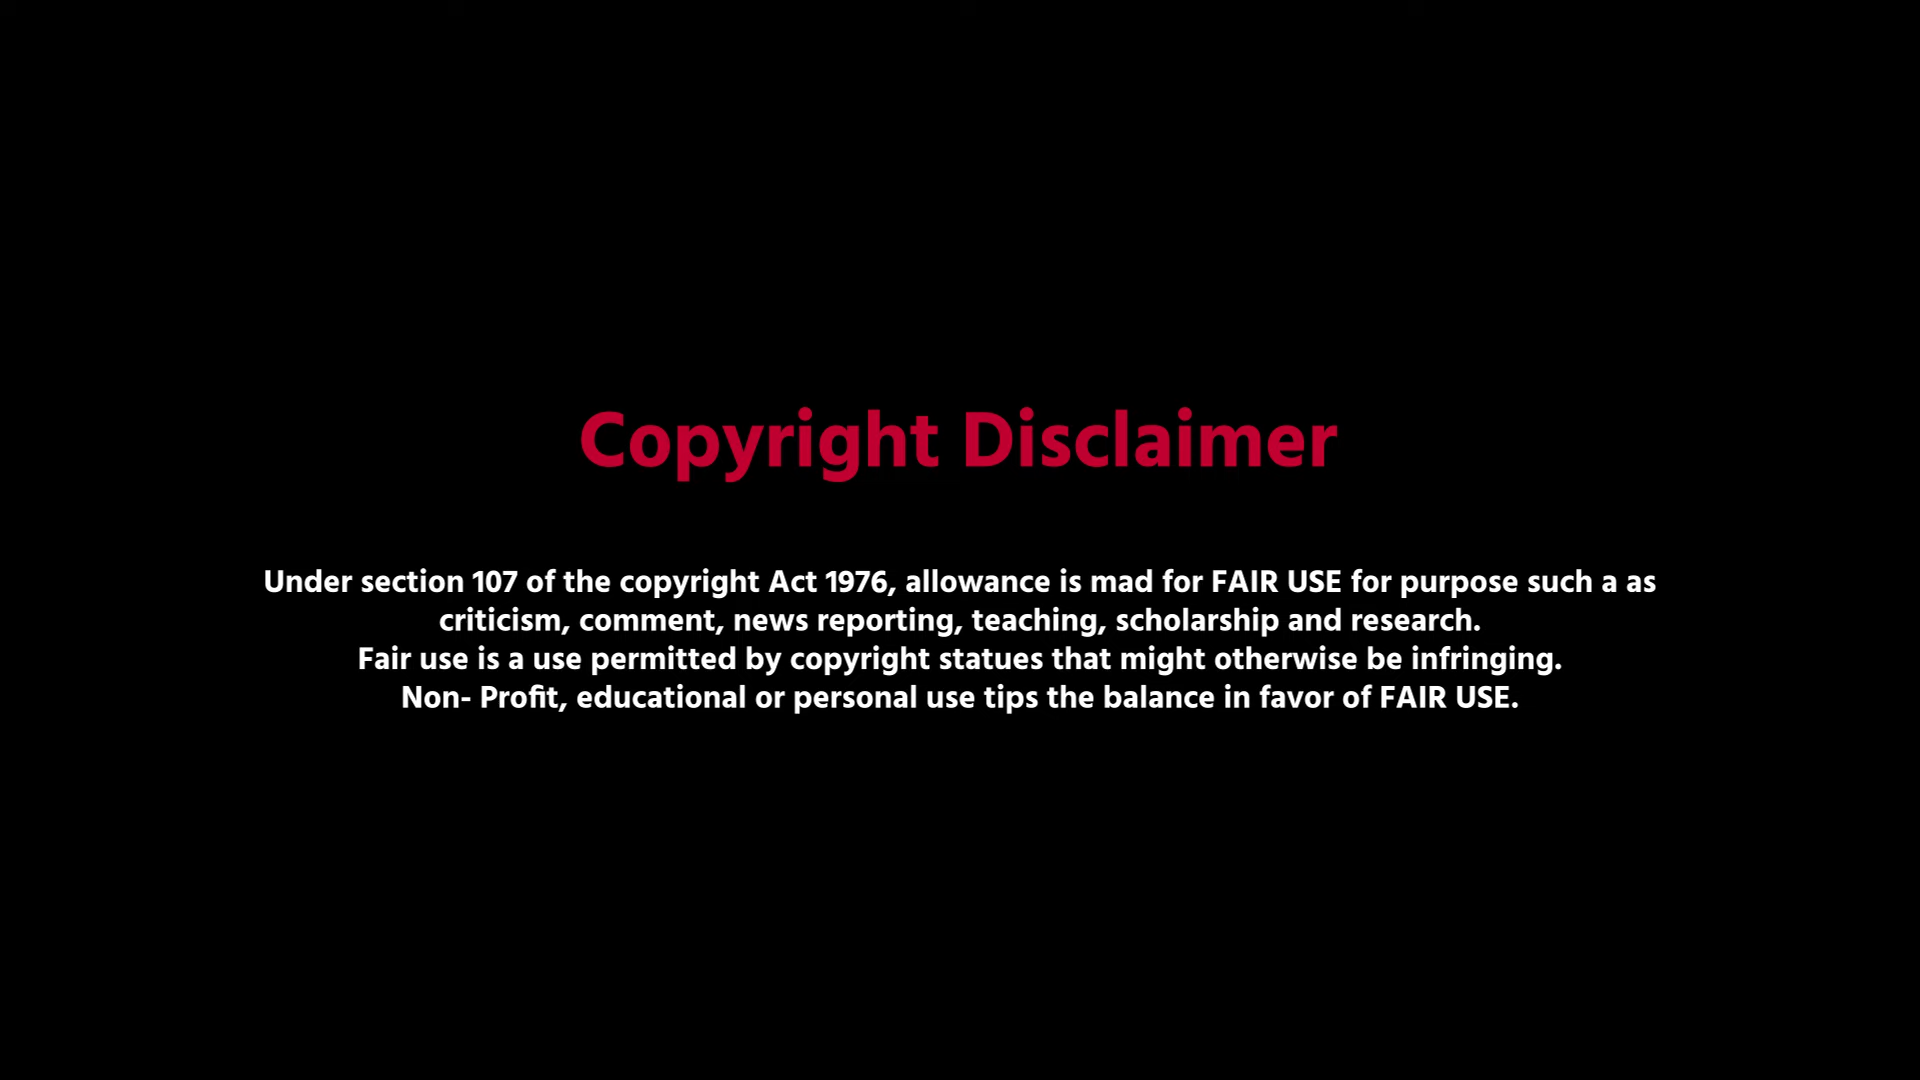 Copyright Disclaimer
Under section 107 of the copyright Act 1976, allowance is mad for FAIR USE for purpose such a as
criticism, comment, news reporting, teaching, scholarship and research.
Fair use is a use permitted by copyright statues that might otherwise be infringing.
Non- Profit, educational or personal use tips the balance in favor of FAIR USE.